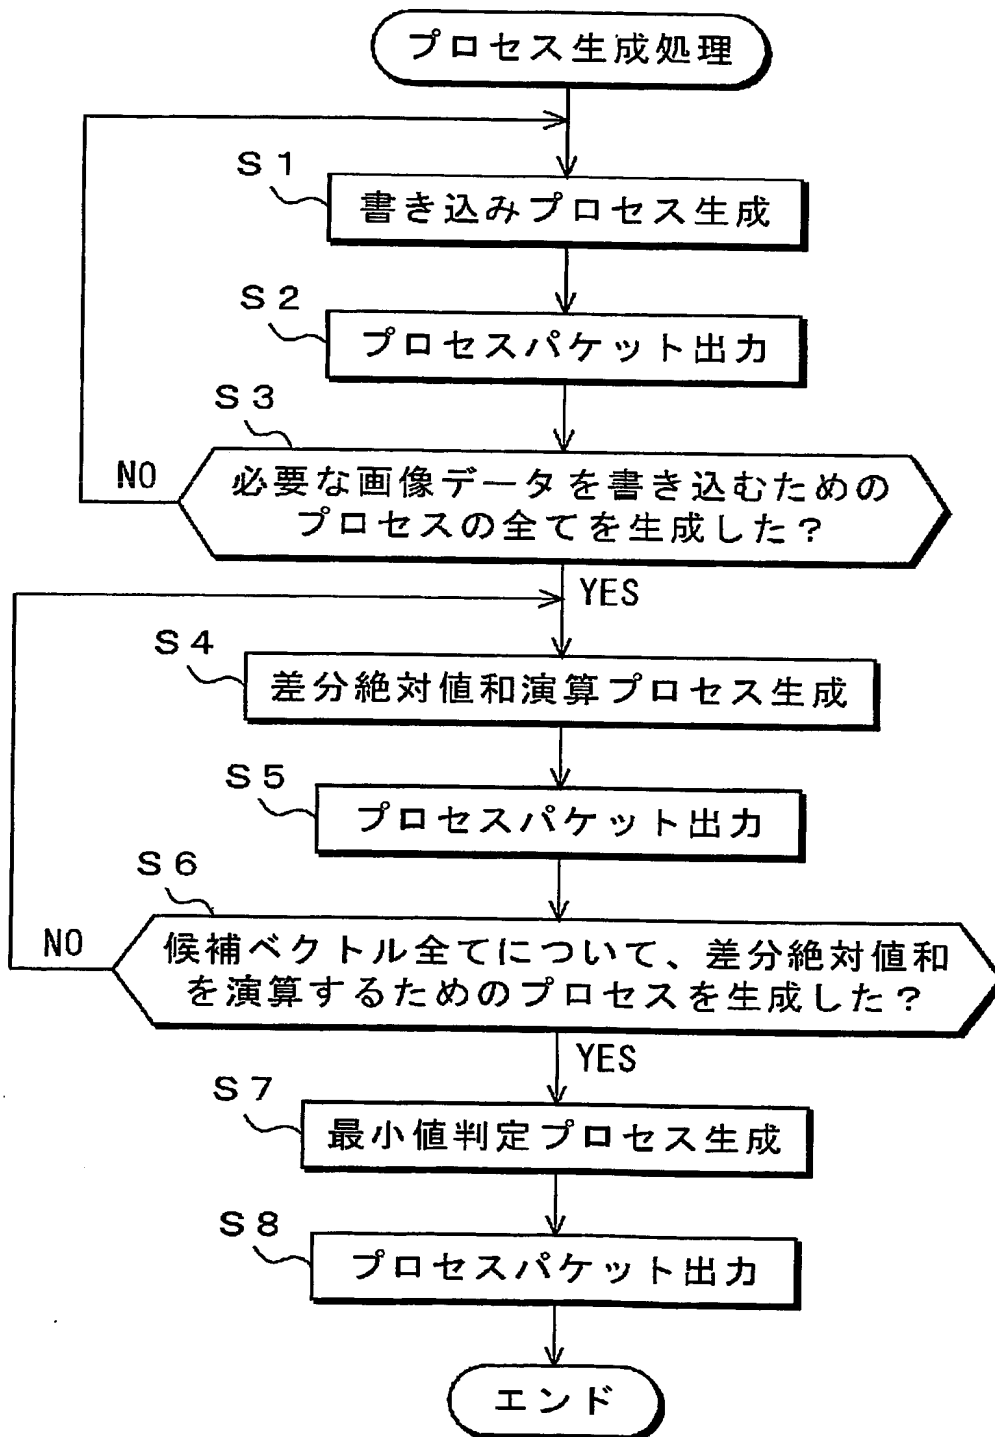 プロセス生成処理
S1
書き込みプロセス生成
S2
プロセスパケット出力
S3
NO
必要な画像データを書き込むための
プロセスの全てを生成した？
YES
S4
差分絶対値和演算プロセス生成
S5
プロセスパケット出力
S6
NO
候補ベクトル全てについて、差分絶対値和
を演算するためのプロセスを生成した？
YES
S7
最小値判定プロセス生成
S8
プロセスパケット出力
エンド